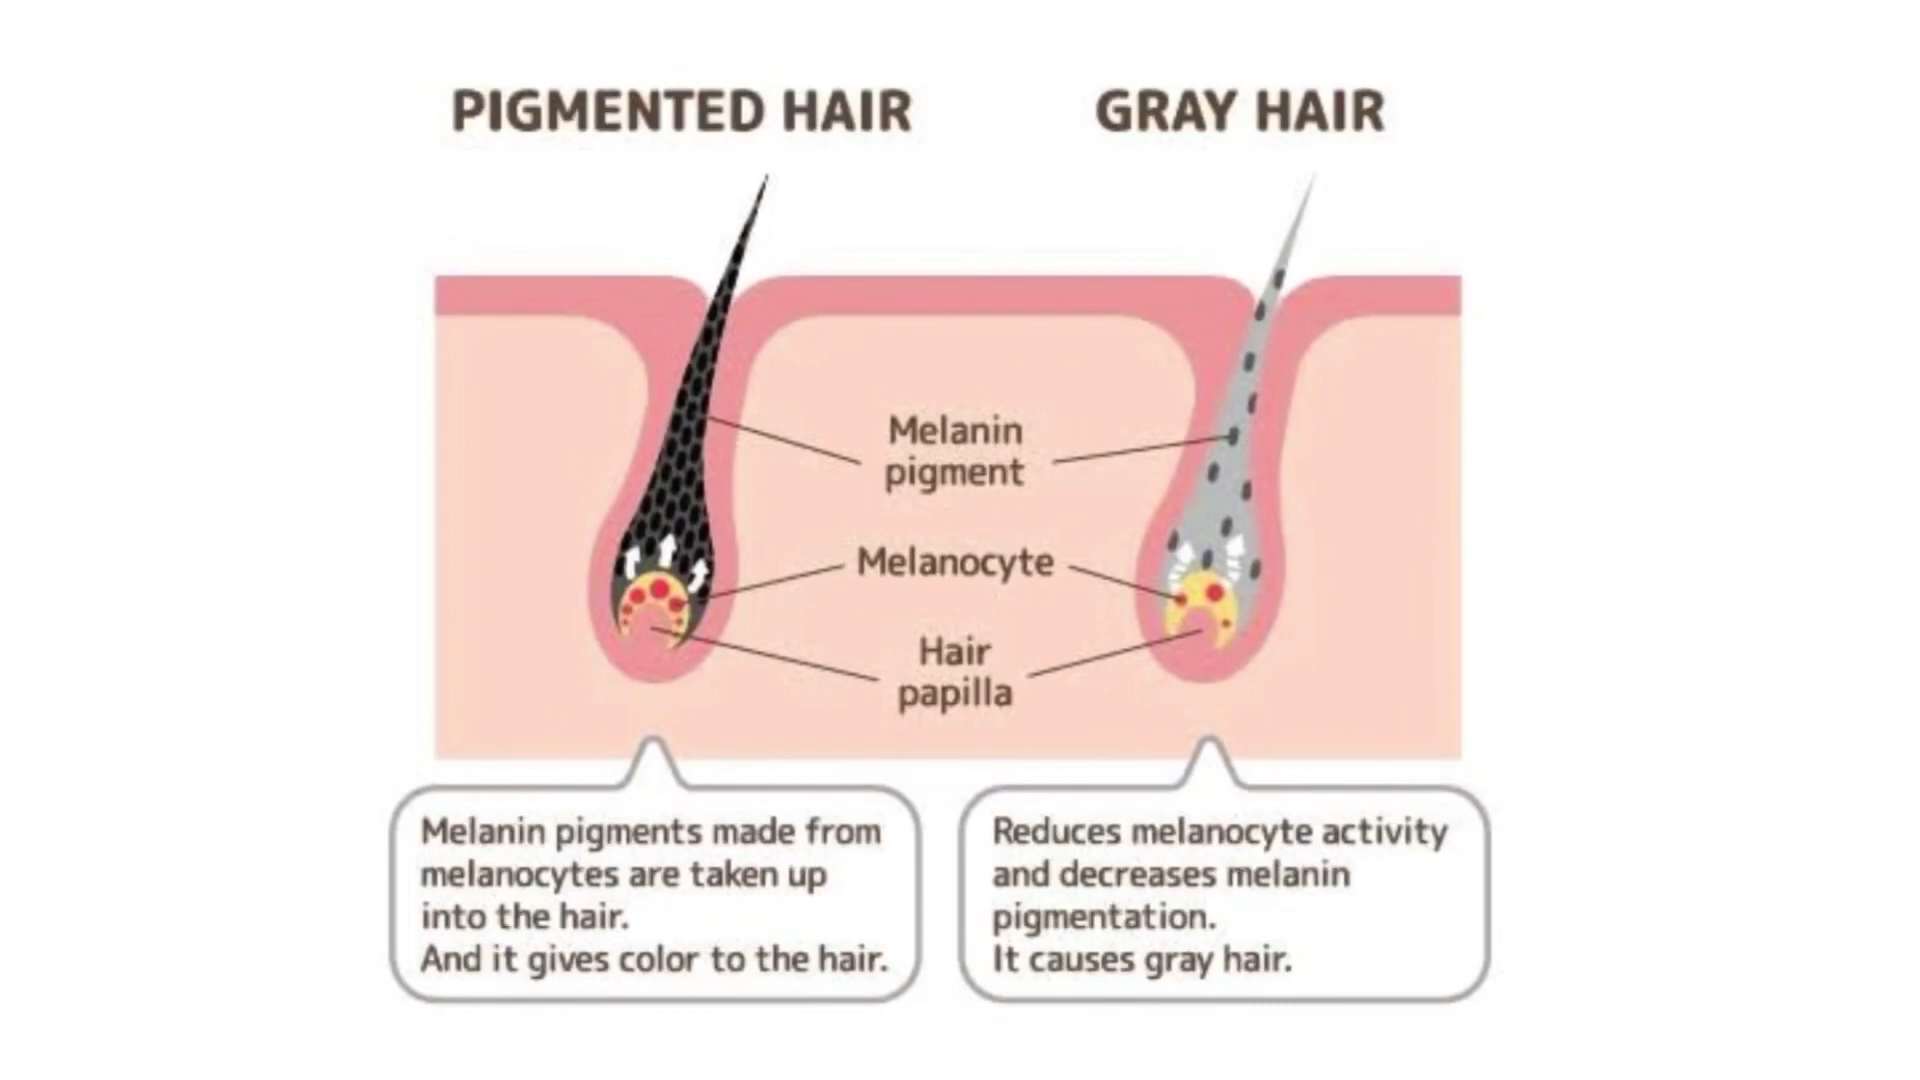 PIGMENTED HAIR
GRAY HAIR
Melanin
pigment
Melanocyte
Hair
papilla
Melanin pigments made from
melanocytes are taken up
into the hair.
And it gives color to the hair.
Reduces melanocyte activity
and decreases melanin
pigmentation.
It causes gray hair.